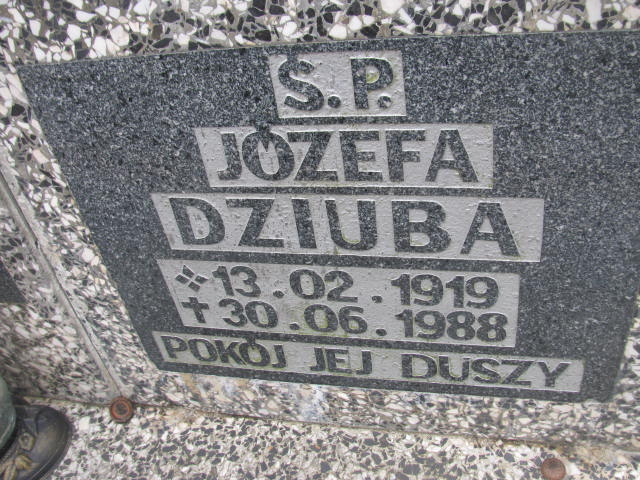 Ś.P.
JÓZEFA
DZIUBA
13.02.1919
✝ 30.06.1988
POKÓJ JEJ DUSZY